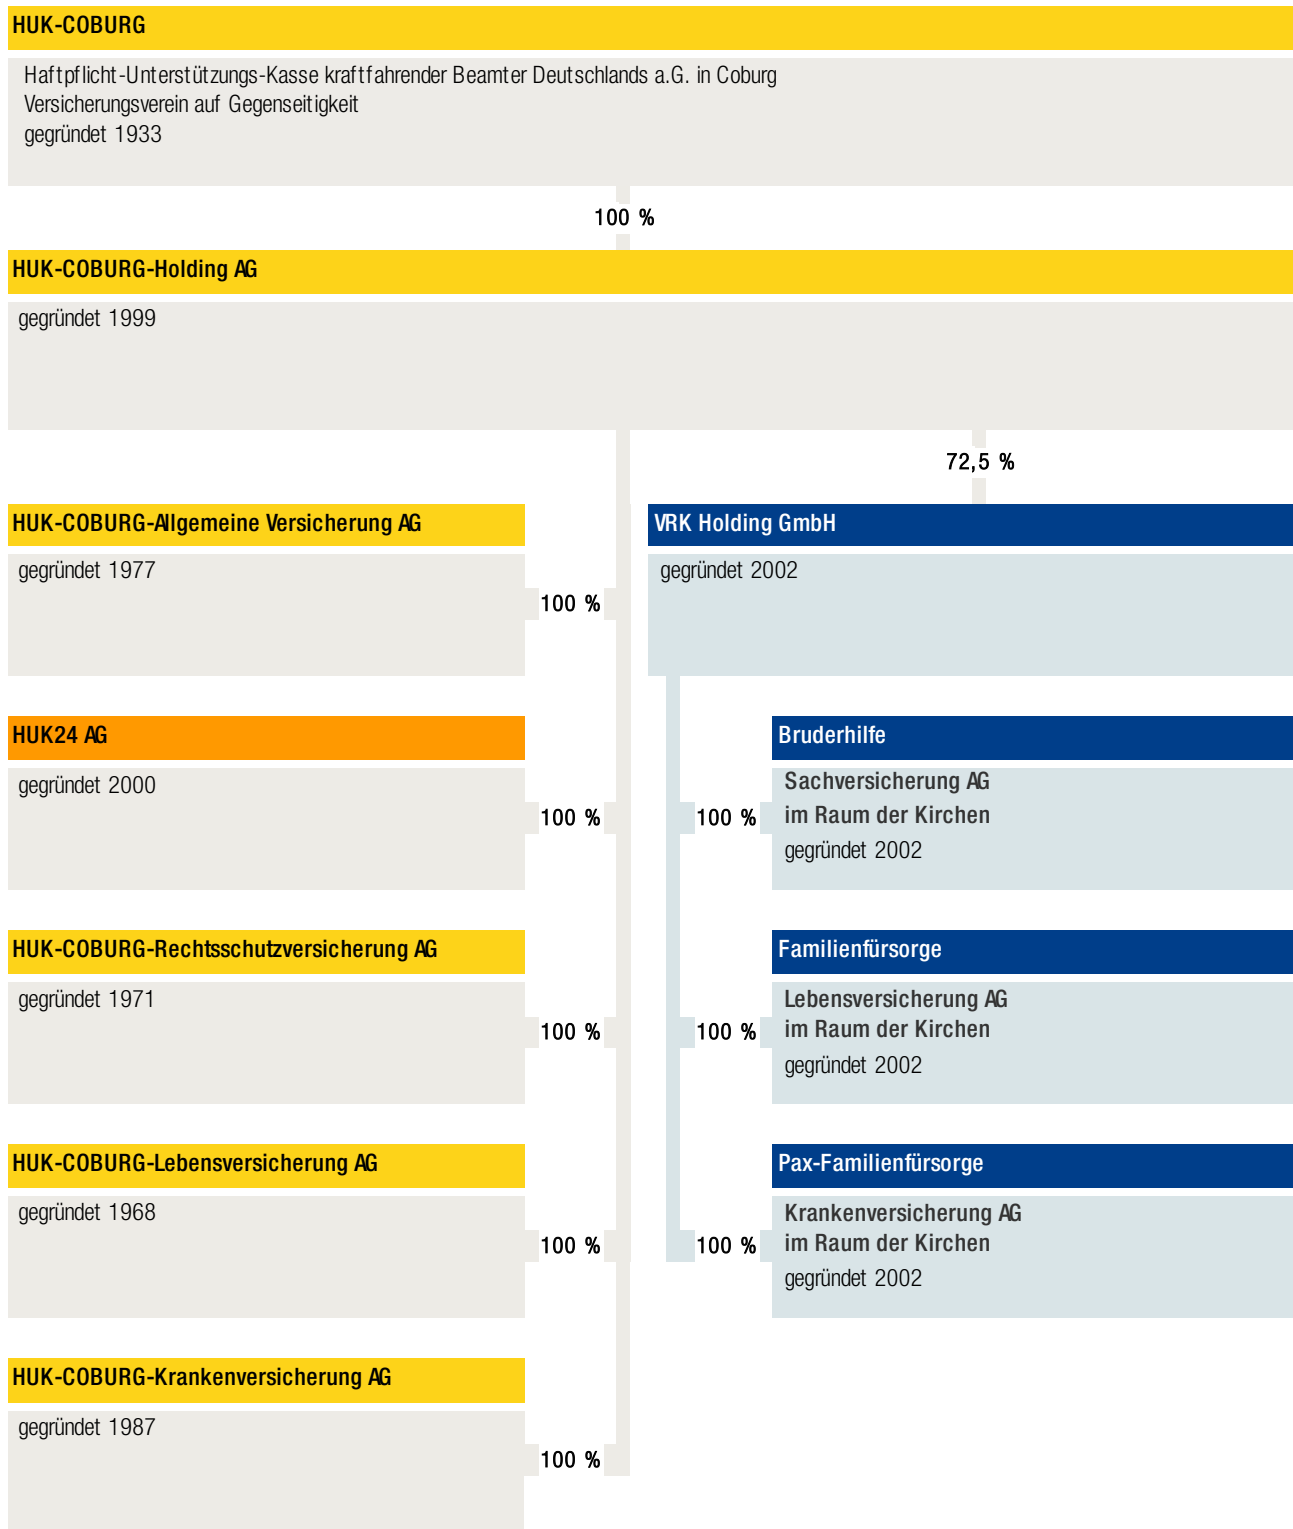 HUK-COBURG
Haftpflicht-Unterstützungs-Kasse kraftfahrender Beamter Deutschlands a.G. in Coburg
Versicherungsverein auf Gegenseitigkeit
gegründet 1933
100 %
HUK-COBURG-Holding AG
gegründet 1999
72,5 %
HUK-COBURG-Allgemeine Versicherung AG
gegründet 1977
100 %
HUK24 AG
gegründet 2000
100 %
HUK-COBURG-Rechtsschutzversicherung AG
gegründet 1971
100 %
HUK-COBURG-Lebensversicherung AG
gegründet 1968
100 %
HUK-COBURG-Krankenversicherung AG
gegründet 1987
100 %
VRK Holding GmbH
gegründet 2002
Bruderhilfe
Sachversicherung AG
im Raum der Kirchen
gegründet 2002
100 %
Familienfürsorge
Lebensversicherung AG
im Raum der Kirchen
gegründet 2002
100 %
Pax-Familienfürsorge
Krankenversicherung AG
im Raum der Kirchen
gegründet 2002
100 %